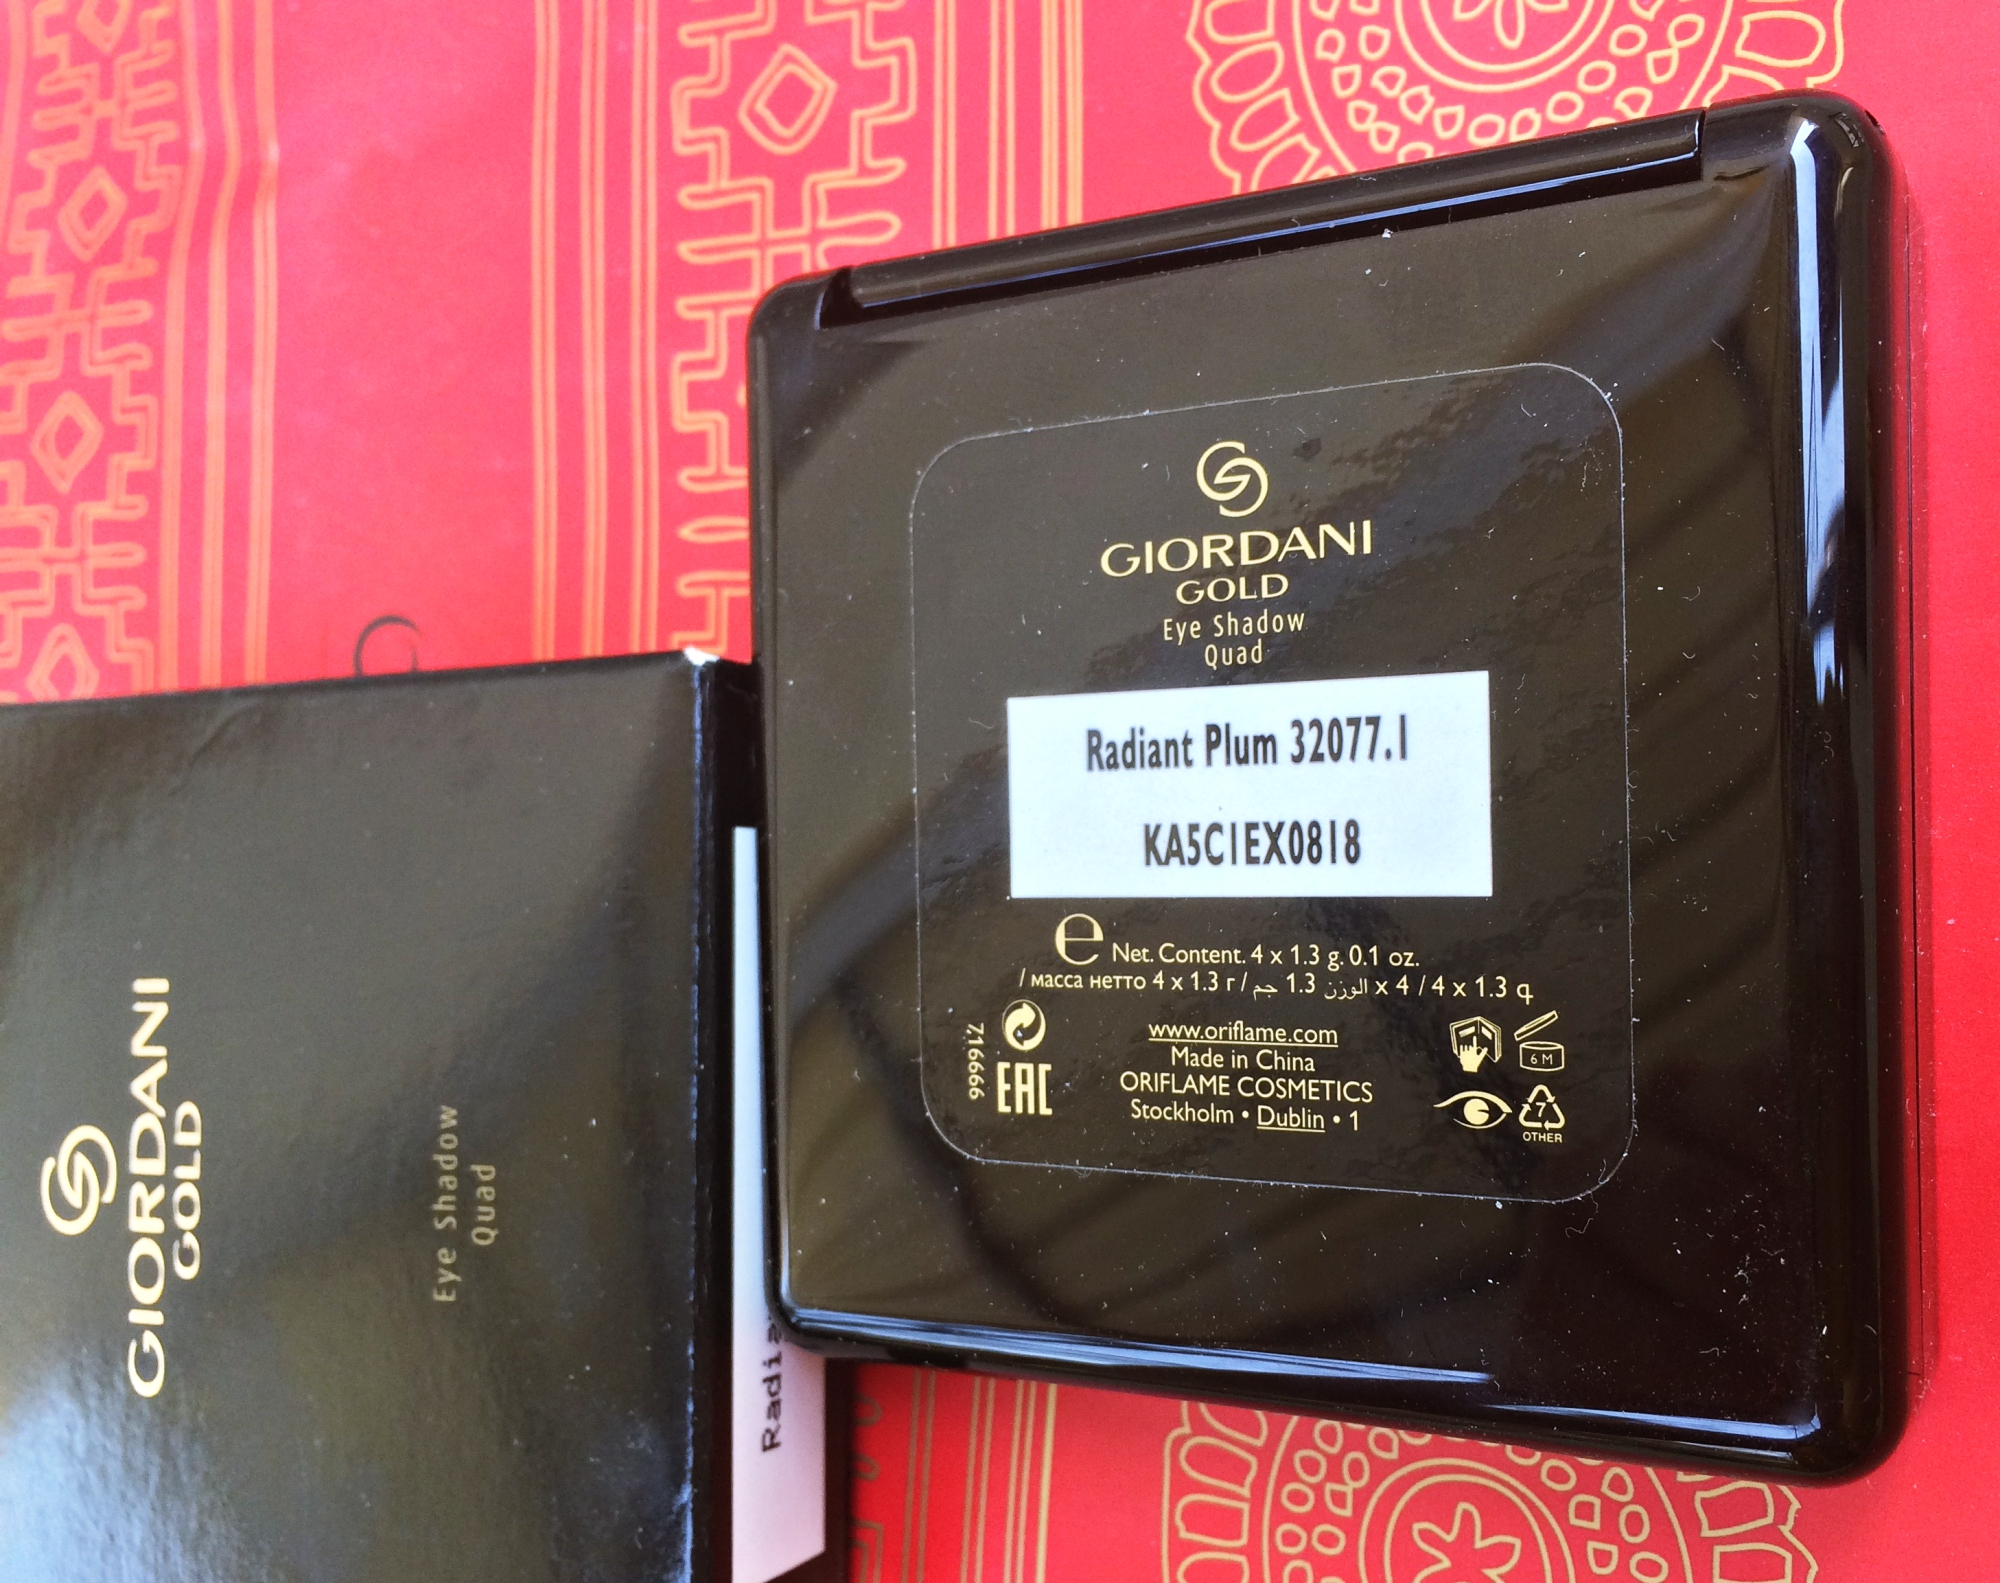 GIORDANI
GOLD
Eye Shadow
Quad
Radiant Plum 32077.1
KA5C1EX0818
e Net. Content. 4 x 1.3 g. 0.1 oz.
/ масса нетто 4 x 1.3 г / الوزن 1.3 جم x 4 / 4 x 1.3 գ
716666
EAC
www.oriflame.com
Made in China
ORIFLAME COSMETICS
Stockholm • Dublin • 1
6 M
7
OTHER
GIORDANI
GOLD
Eye Shadow
Quad